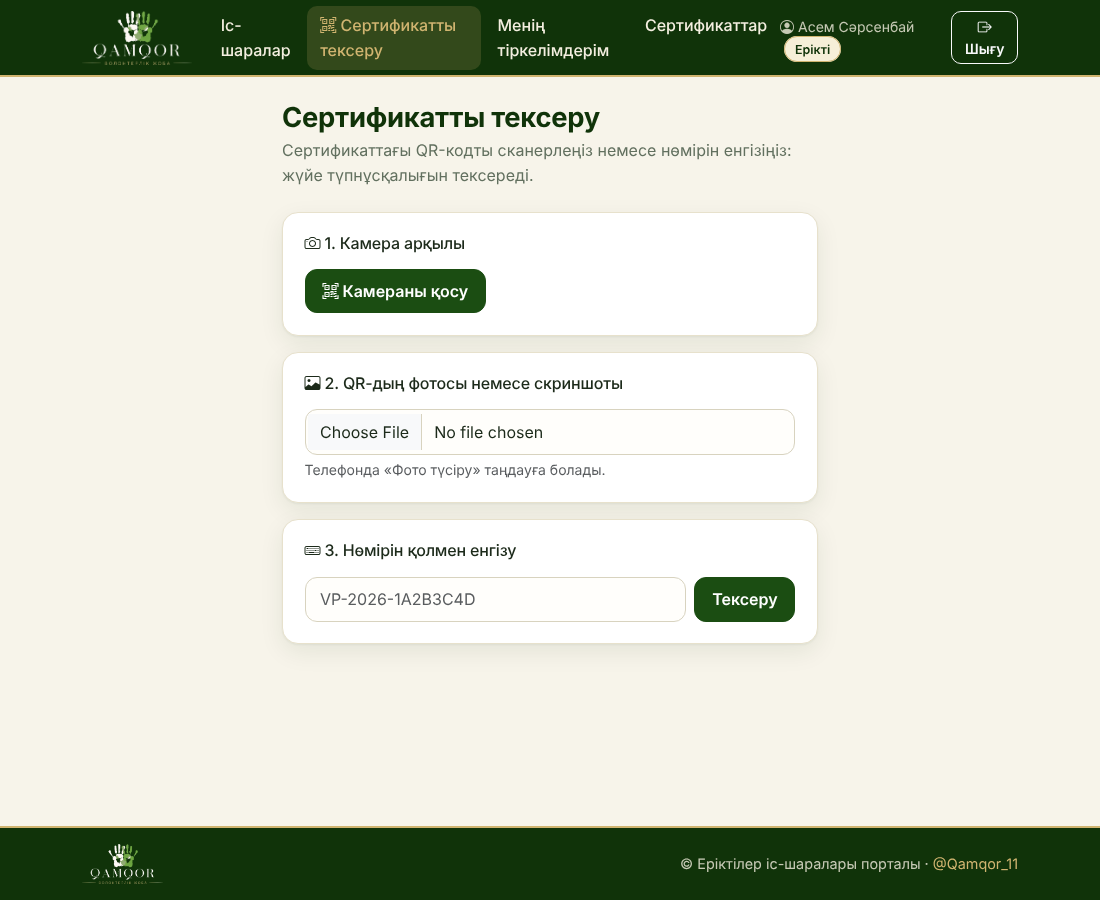 QAMQOR
Іс-шаралар
Сертификатты тексеру
Менің тіркелімдерім
Сертификаттар
Асем Сәрсенбай
Ерікті
Шығу
Сертификатты тексеру
Сертификаттағы QR-кодты сканерлеңіз немесе нөмірін енгізіңіз:
жүйе түпнұсқалығын тексереді.
1. Камера арқылы
Камераны қосу
2. QR-дың фотосы немесе скриншоты
Choose File No file chosen
Телефонда «Фото түсіру» таңдауға болады.
3. Нөмірін қолмен енгізу
VP-2026-1A2B3C4D
Тексеру
QAMQOR
© Еріктілер іс-шаралары порталы · @Qamqor_11